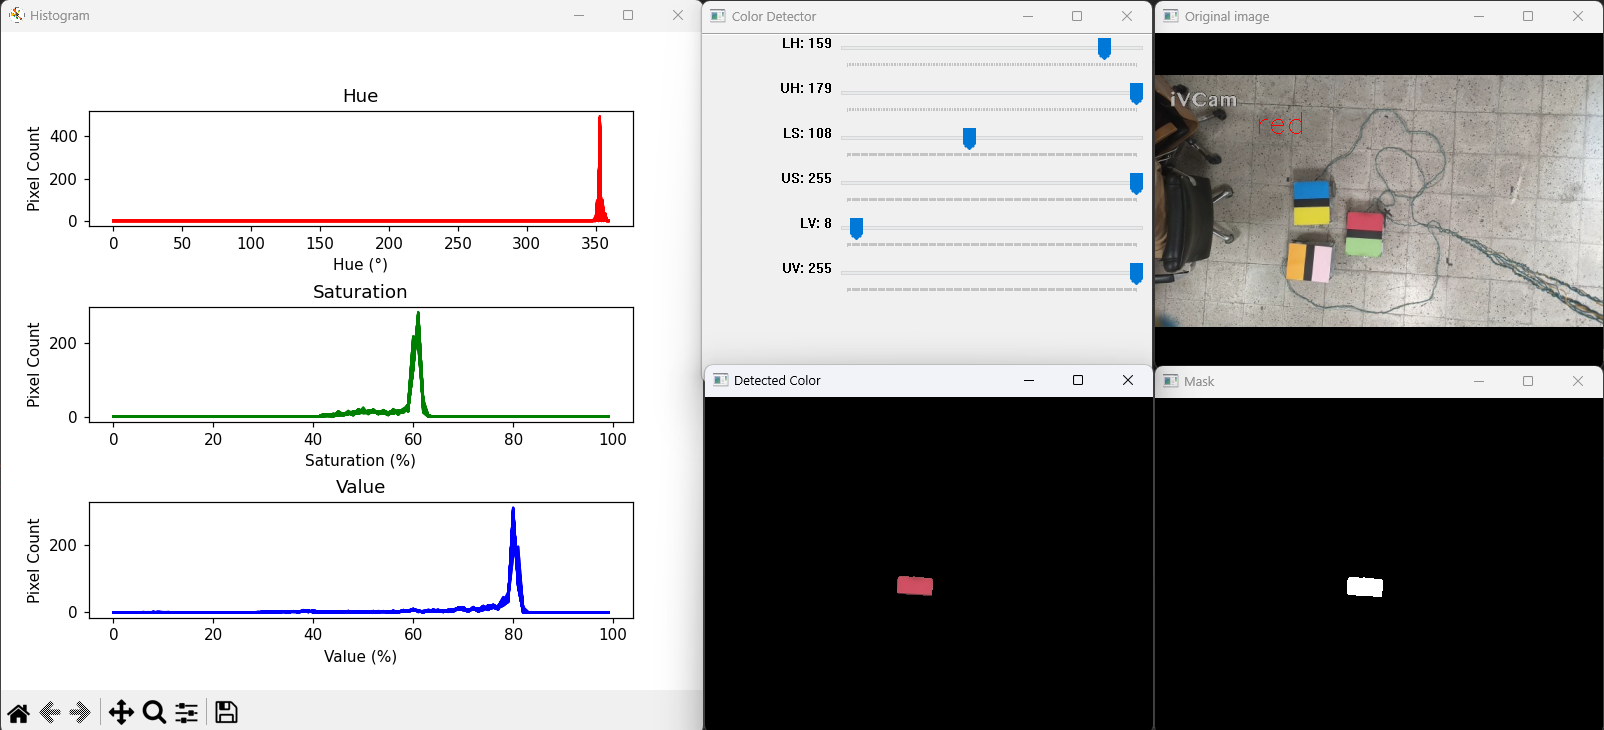 Histogram
Hue
Pixel Count
400
200
0
0 50 100 150 200 250 300 350
Hue (°)
Saturation
Pixel Count
200
0
0 20 40 60 80 100
Saturation (%)
Value
Pixel Count
200
0
0 20 40 60 80 100
Value (%)
Color Detector
LH: 159
UH: 179
LS: 108
US: 255
LV: 8
UV: 255
Original image
iVCam
red
Detected Color
Mask